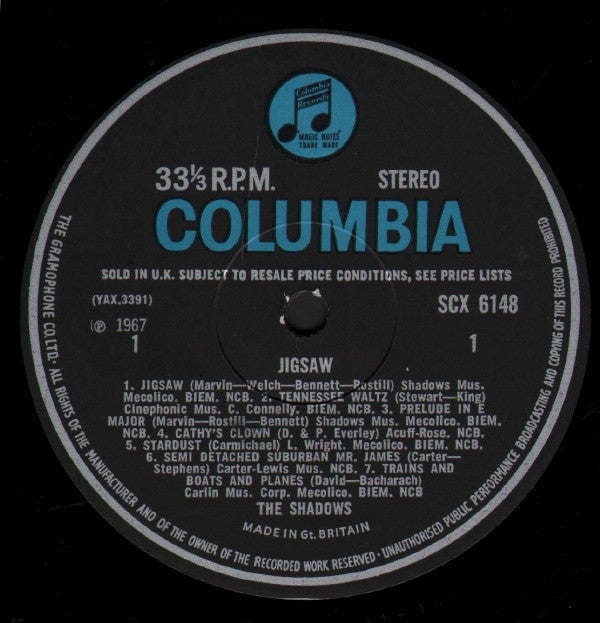 Columbia
Records
MAGIC NOTES
TRADE MARK
33⅓ R.P.M.
STEREO
COLUMBIA
SOLD IN U.K. SUBJECT TO RESALE PRICE CONDITIONS, SEE PRICE LISTS
(YAX.3391)
SCX 6148
℗ 1967
1
1
JIGSAW
1. JIGSAW (Marvin—Welch—Bennett—Rostill) Shadows Mus.
Mecolico. BIEM. NCB. 2. TENNESSEE WALTZ (Stewart—King)
Cinephonic Mus. C. Connelly. BIEM. NCB. 3. PRELUDE IN E
MAJOR (Marvin—Rostill—Bennett) Shadows Mus. Mecolico. BIEM.
NCB. 4. CATHY'S CLOWN (D. & P. Everley) Acuff-Rose. NCB.
5. STARDUST (Carmichael) L. Wright. Mecolico. BIEM. NCB.
6. SEMI DETACHED SUBURBAN MR. JAMES (Carter—
Stephens) Carter-Lewis Mus. NCB. 7. TRAINS AND
BOATS AND PLANES (David—Bacharach)
Carlin Mus. Corp. Mecolico. BIEM. NCB
THE SHADOWS
MADE IN Gt. BRITAIN
THE GRAMOPHONE CO. LTD. · ALL RIGHTS OF THE MANUFACTURER AND OF THE OWNER OF THE RECORDED WORK RESERVED · UNAUTHORISED PUBLIC PERFORMANCE BROADCASTING AND COPYING OF THIS RECORD PROHIBITED